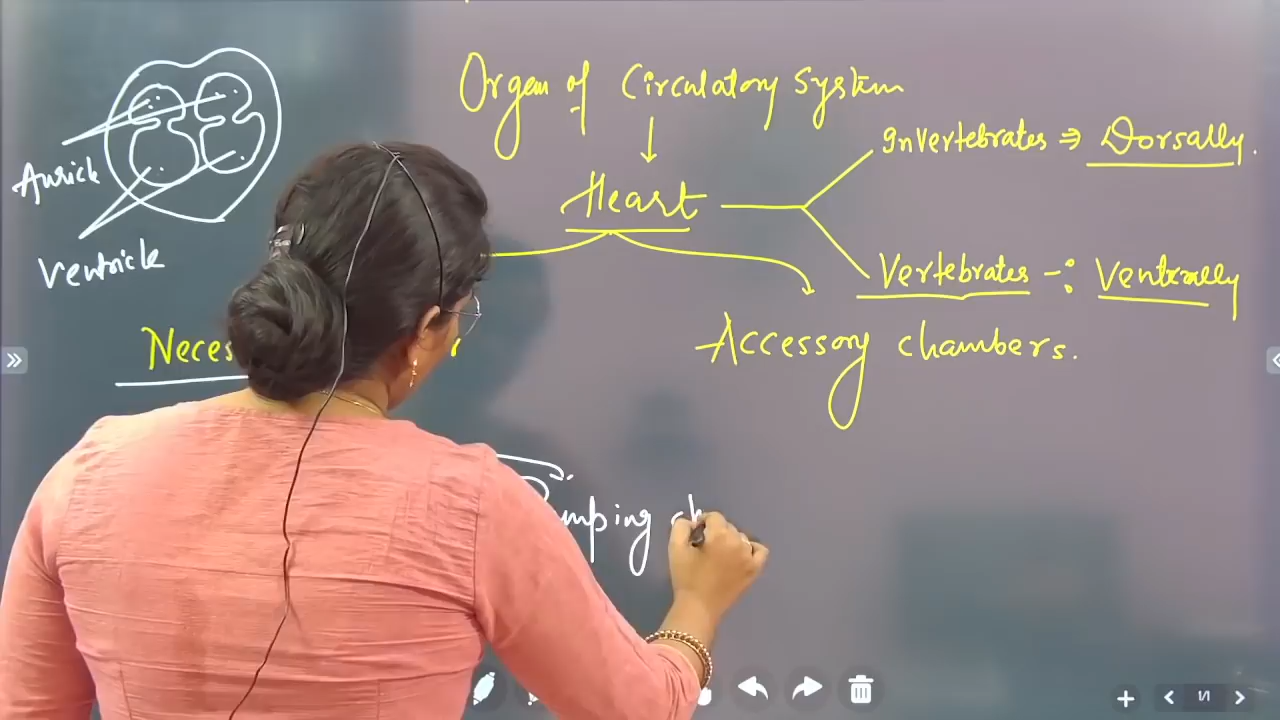 Organ of Circulatory System
Invertebrates ⇒ Dorsally.
Auricle
Heart
Ventricle
Vertebrates -: Ventrally
Accessory chambers.